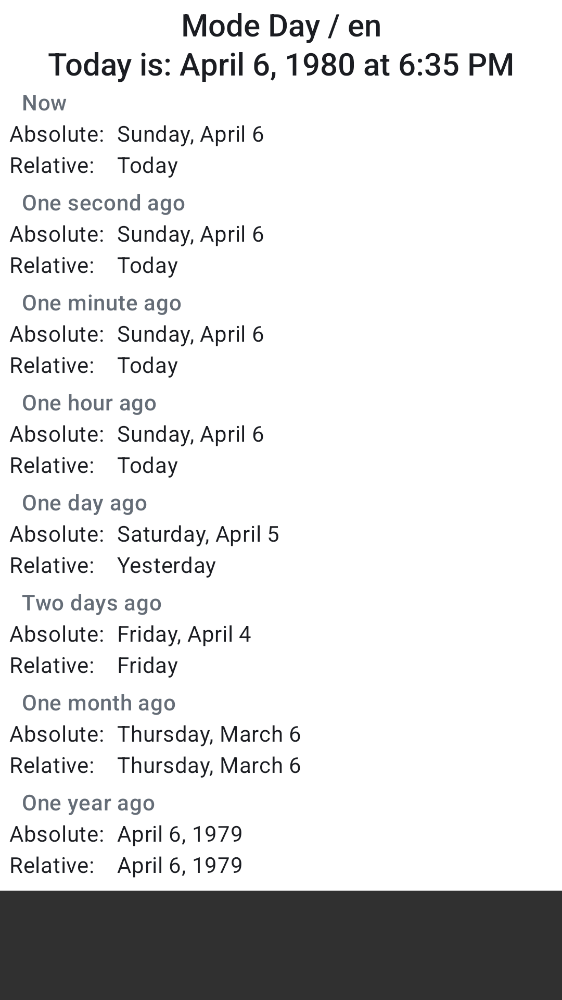 Mode Day / en
Today is: April 6, 1980 at 6:35 PM
Now
Absolute: Sunday, April 6
Relative: Today
One second ago
Absolute: Sunday, April 6
Relative: Today
One minute ago
Absolute: Sunday, April 6
Relative: Today
One hour ago
Absolute: Sunday, April 6
Relative: Today
One day ago
Absolute: Saturday, April 5
Relative: Yesterday
Two days ago
Absolute: Friday, April 4
Relative: Friday
One month ago
Absolute: Thursday, March 6
Relative: Thursday, March 6
One year ago
Absolute: April 6, 1979
Relative: April 6, 1979